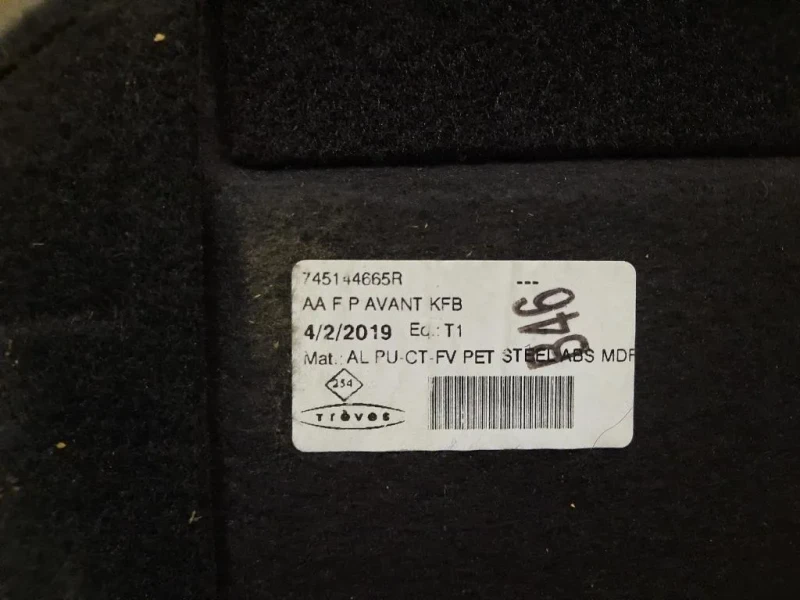 745144665R ---
AA F P AVANT KFB
4/2/2019 Eq.: T1
Mat.: AL PU-CT-FV PET STEEL ABS MDF
254
Trèves
B46